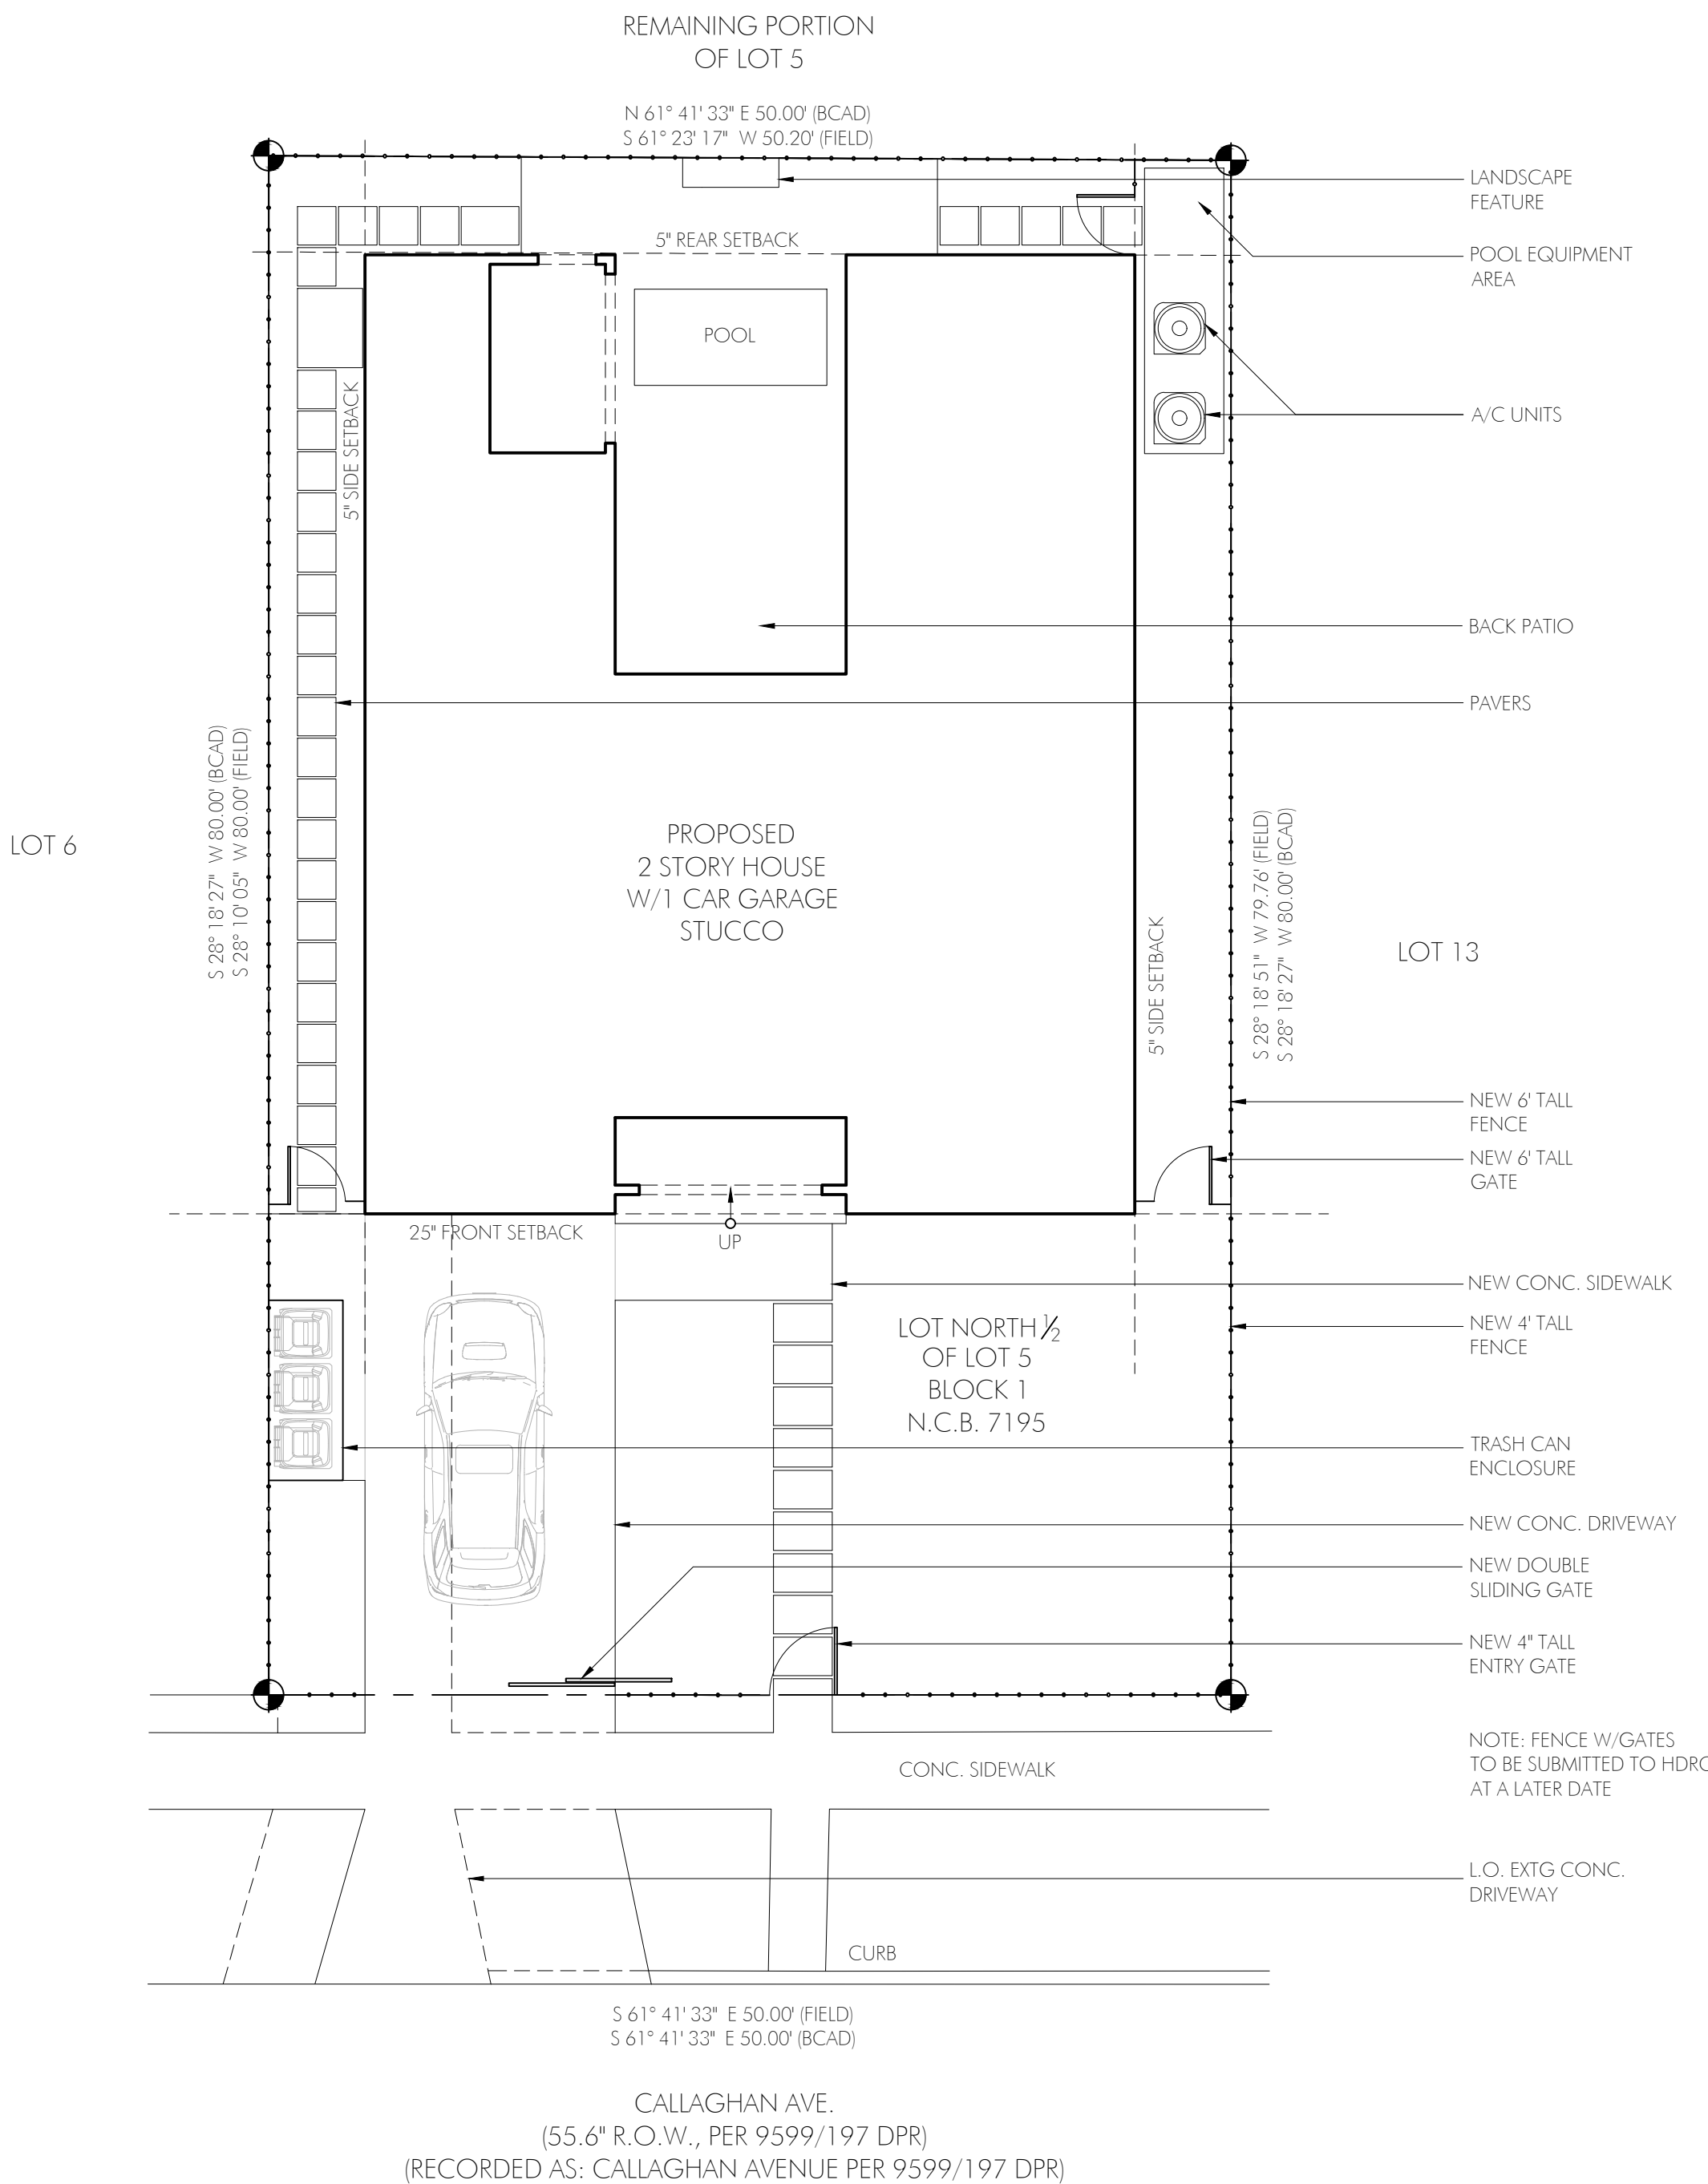 REMAINING PORTION
OF LOT 5
N 61° 41' 33" E 50.00' (BCAD)
S 61° 23' 17" W 50.20' (FIELD)
LANDSCAPE
FEATURE
5" REAR SETBACK
POOL EQUIPMENT
AREA
POOL
A/C UNITS
5" SIDE SETBACK
BACK PATIO
PAVERS
S 28° 18' 27" W 80.00' (BCAD)
S 28° 10' 05" W 80.00' (FIELD)
LOT 6
PROPOSED
2 STORY HOUSE
W/1 CAR GARAGE
STUCCO
5" SIDE SETBACK
S 28° 18' 51" W 79.76' (FIELD)
S 28° 18' 27" W 80.00' (BCAD)
LOT 13
NEW 6' TALL
FENCE
NEW 6' TALL
GATE
25" FRONT SETBACK
UP
NEW CONC. SIDEWALK
LOT NORTH 1/2
OF LOT 5
BLOCK 1
N.C.B. 7195
NEW 4' TALL
FENCE
TRASH CAN
ENCLOSURE
NEW CONC. DRIVEWAY
NEW DOUBLE
SLIDING GATE
NEW 4" TALL
ENTRY GATE
NOTE: FENCE W/GATES
TO BE SUBMITTED TO HDRC
AT A LATER DATE
CONC. SIDEWALK
L.O. EXTG CONC.
DRIVEWAY
CURB
S 61° 41' 33" E 50.00' (FIELD)
S 61° 41' 33" E 50.00' (BCAD)
CALLAGHAN AVE.
(55.6" R.O.W., PER 9599/197 DPR)
(RECORDED AS: CALLAGHAN AVENUE PER 9599/197 DPR)